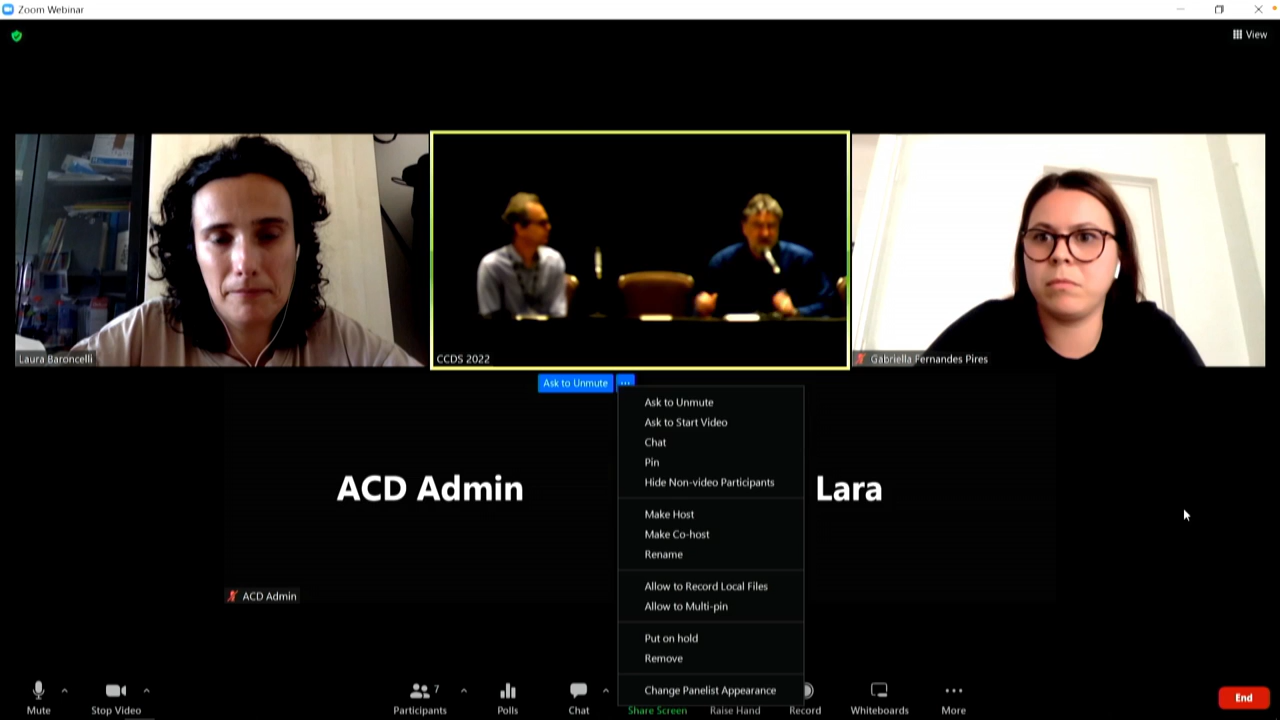 Zoom Webinar
View
Laura Baroncelli
CCDS 2022
Gabriella Fernandes Pires
Ask to Unmute
...
Ask to Unmute
Ask to Start Video
Chat
Pin
Hide Non-video Participants
Make Host
Make Co-host
Rename
Allow to Record Local Files
Allow to Multi-pin
Put on hold
Remove
Change Panelist Appearance
ACD Admin
Lara
ACD Admin
Mute
Stop Video
Participants
7
Polls
Chat
Share Screen
Raise Hand
Record
Whiteboards
More
End